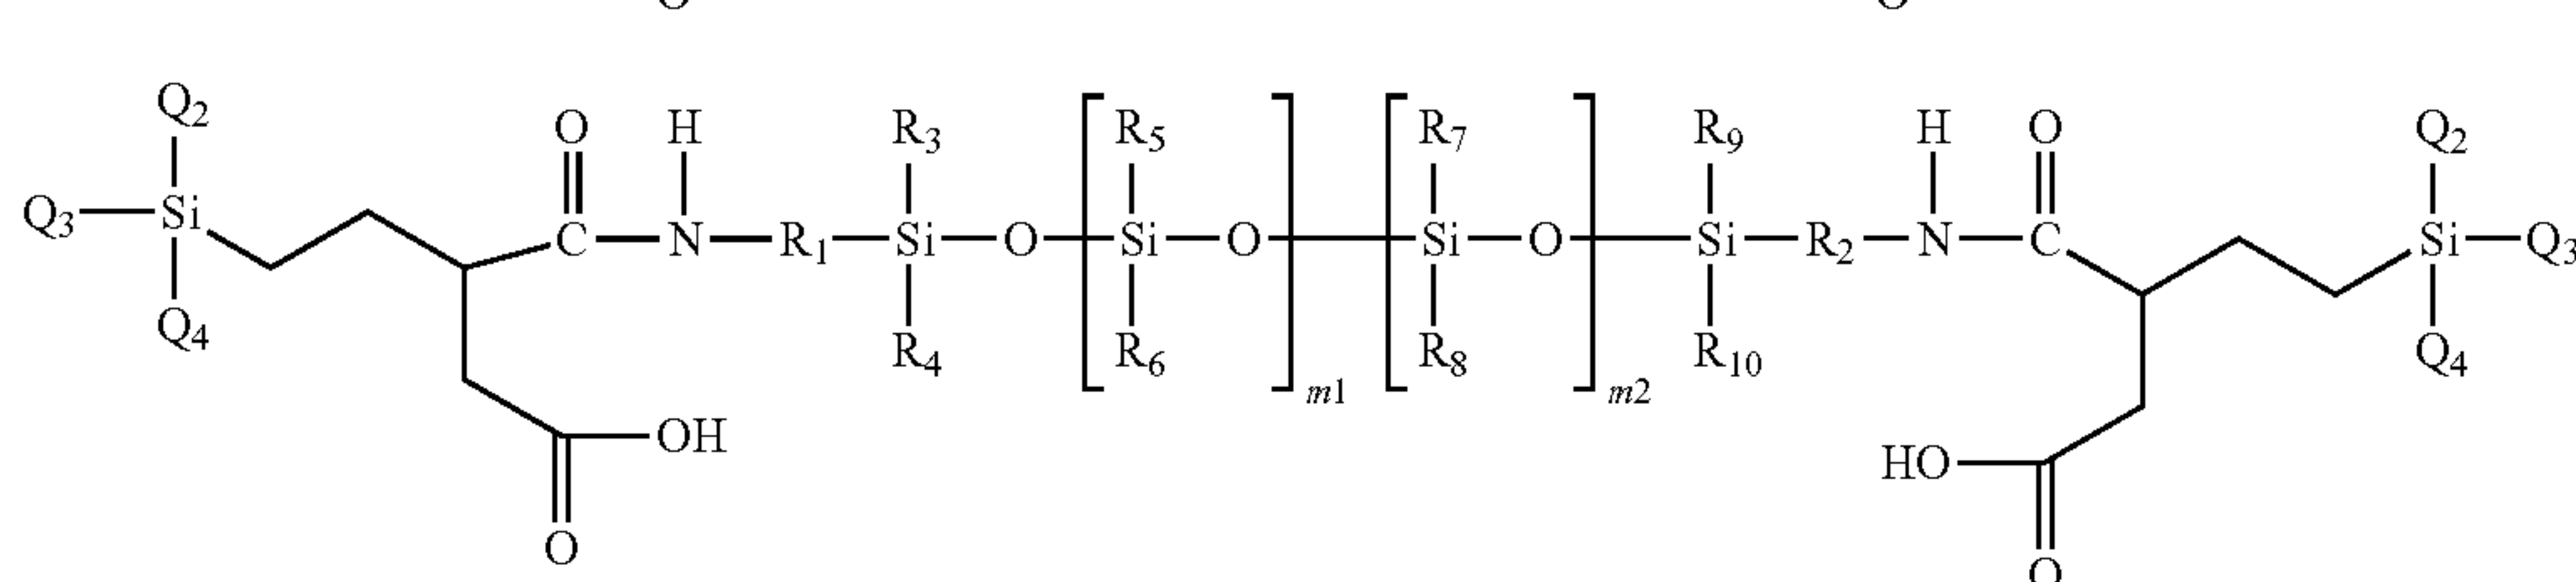 O O
Q2 Q2
O H R3 R5 R7 R9 H O
Q3 Si C N R1 Si O Si O Si O Si R2 N C Si Q3
Q4 R4 R6 m1 R8 m2 R10 Q4
OH HO
O O